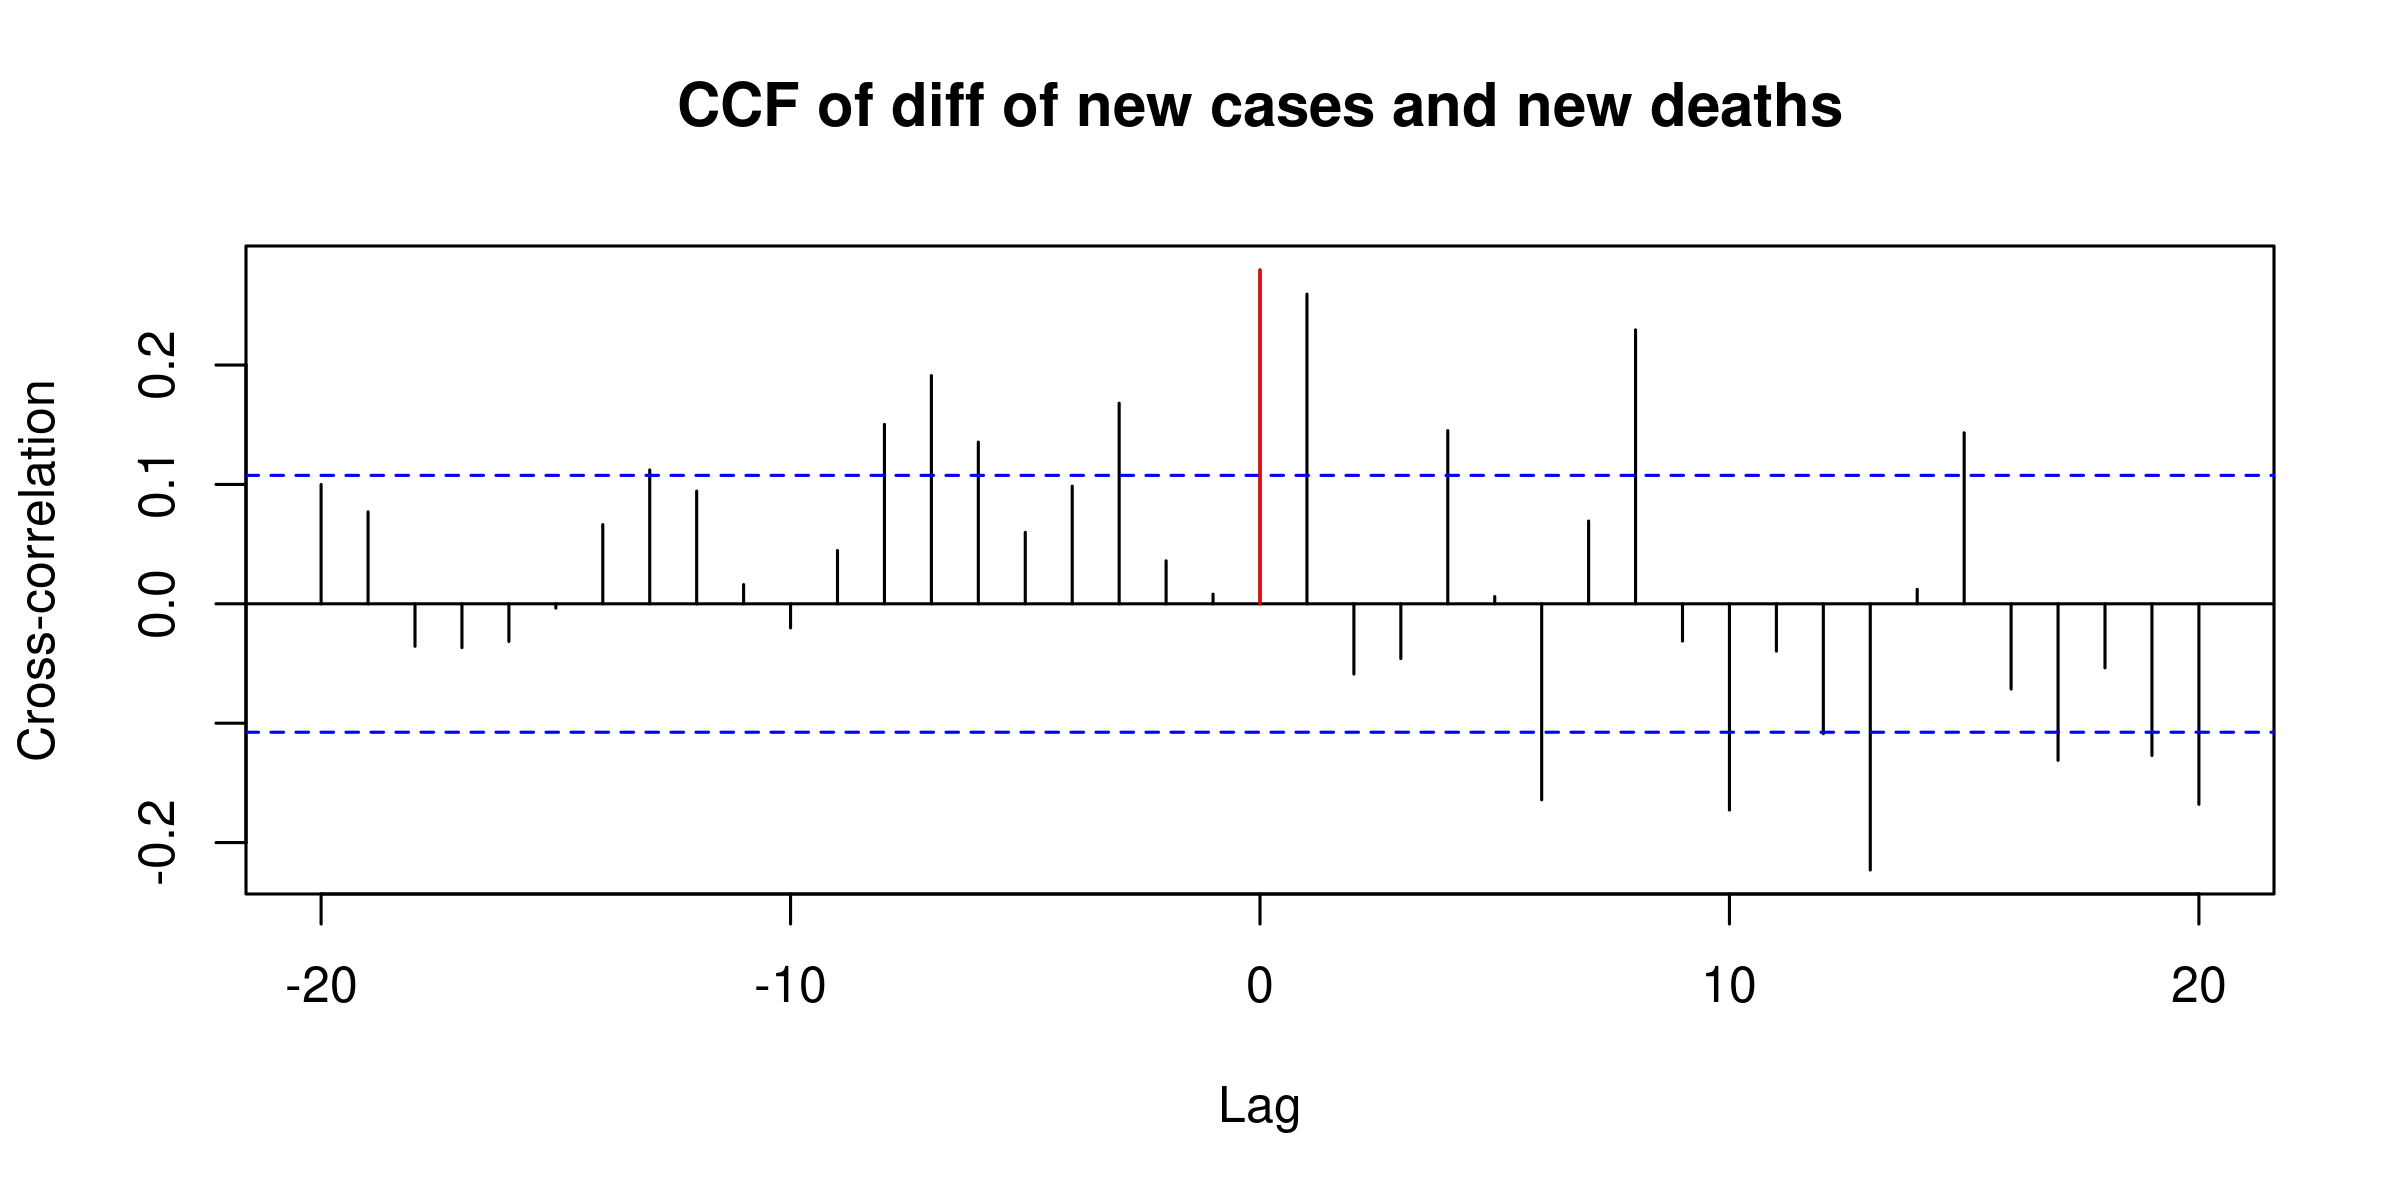 CCF of diff of new cases and new deaths
Cross-correlation
0.2
0.1
0.0
-0.2
-20 -10 0 10 20
Lag